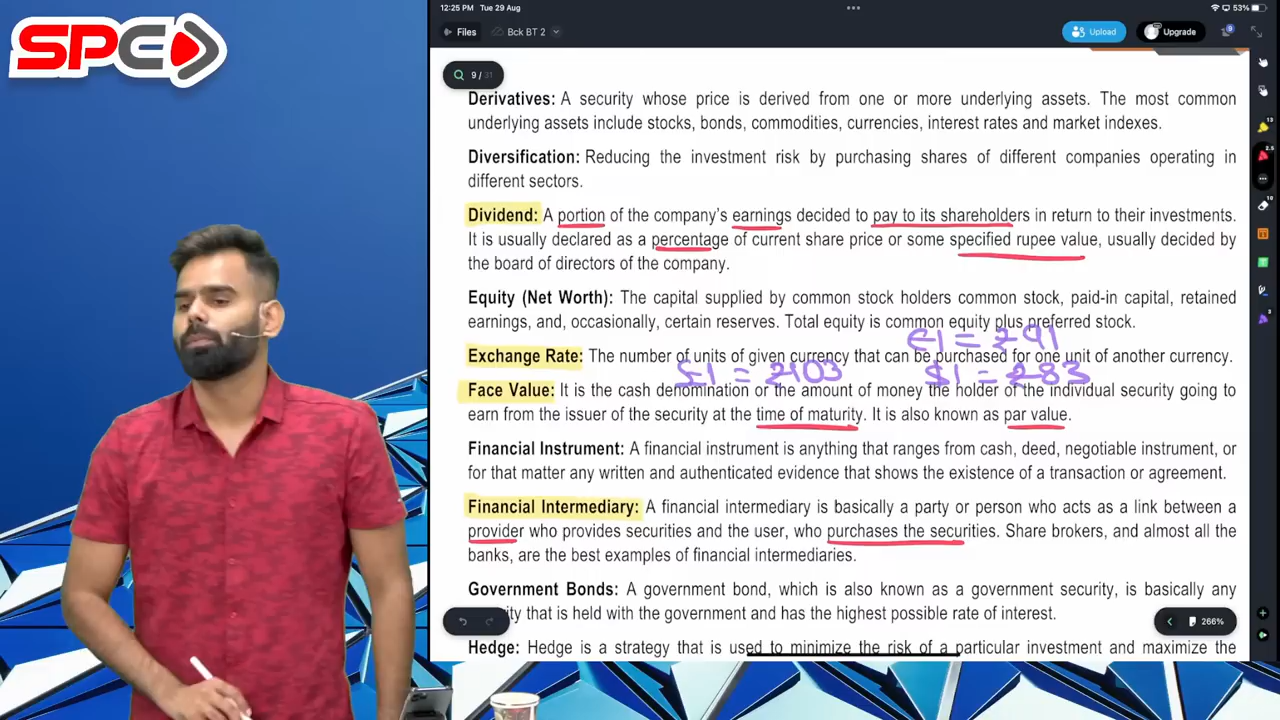 SPC
12:25 PM Tue 29 Aug
53%
Files
Bck BT 2
Upload
Upgrade
9 / 31
Derivatives: A security whose price is derived from one or more underlying assets. The most common
underlying assets include stocks, bonds, commodities, currencies, interest rates and market indexes.
Diversification: Reducing the investment risk by purchasing shares of different companies operating in
different sectors.
Dividend: A portion of the company's earnings decided to pay to its shareholders in return to their investments.
It is usually declared as a percentage of current share price or some specified rupee value, usually decided by
the board of directors of the company.
Equity (Net Worth): The capital supplied by common stock holders common stock, paid-in capital, retained
earnings, and, occasionally, certain reserves. Total equity is common equity plus preferred stock.
€1 = ₹91
Exchange Rate: The number of units of given currency that can be purchased for one unit of another currency.
£1 = ₹103 $1 = ₹83
Face Value: It is the cash denomination or the amount of money the holder of the individual security going to
earn from the issuer of the security at the time of maturity. It is also known as par value.
Financial Instrument: A financial instrument is anything that ranges from cash, deed, negotiable instrument, or
for that matter any written and authenticated evidence that shows the existence of a transaction or agreement.
Financial Intermediary: A financial intermediary is basically a party or person who acts as a link between a
provider who provides securities and the user, who purchases the securities. Share brokers, and almost all the
banks, are the best examples of financial intermediaries.
Government Bonds: A government bond, which is also known as a government security, is basically any
that is held with the government and has the highest possible rate of interest.
266%
Hedge: Hedge is a strategy that is used to minimize the risk of a particular investment and maximize the